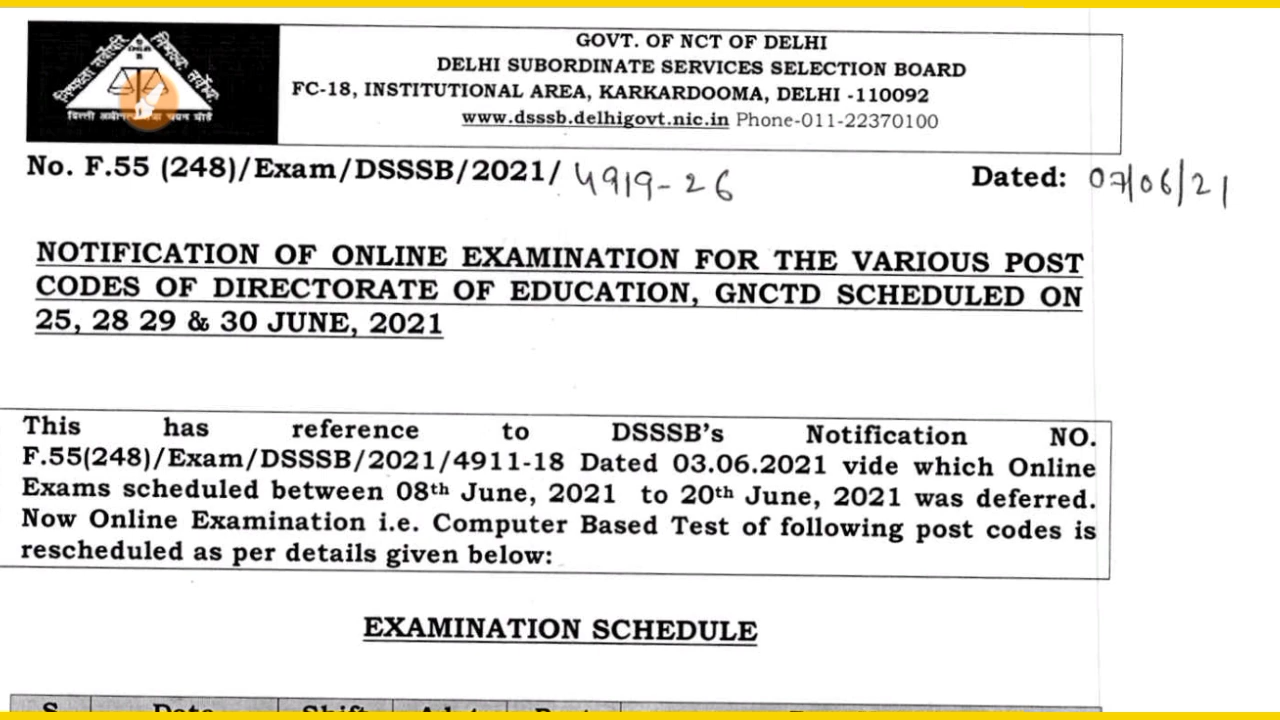 निष्पक्षता सर्वोपरि
DSSSB
GOVT. OF NCT OF DELHI
DELHI SUBORDINATE SERVICES SELECTION BOARD
FC-18, INSTITUTIONAL AREA, KARKARDOOMA, DELHI -110092
www.dsssb.delhigovt.nic.in Phone-011-22370100
No. F.55 (248)/Exam/DSSSB/2021/ 4919-26 Dated: 07/06/21
NOTIFICATION OF ONLINE EXAMINATION FOR THE VARIOUS POST
CODES OF DIRECTORATE OF EDUCATION, GNCTD SCHEDULED ON
25, 28 29 & 30 JUNE, 2021
This has reference to DSSSB's Notification NO.
F.55(248)/Exam/DSSSB/2021/4911-18 Dated 03.06.2021 vide which Online
Exams scheduled between 08th June, 2021 to 20th June, 2021 was deferred.
Now Online Examination i.e. Computer Based Test of following post codes is
rescheduled as per details given below:
EXAMINATION SCHEDULE